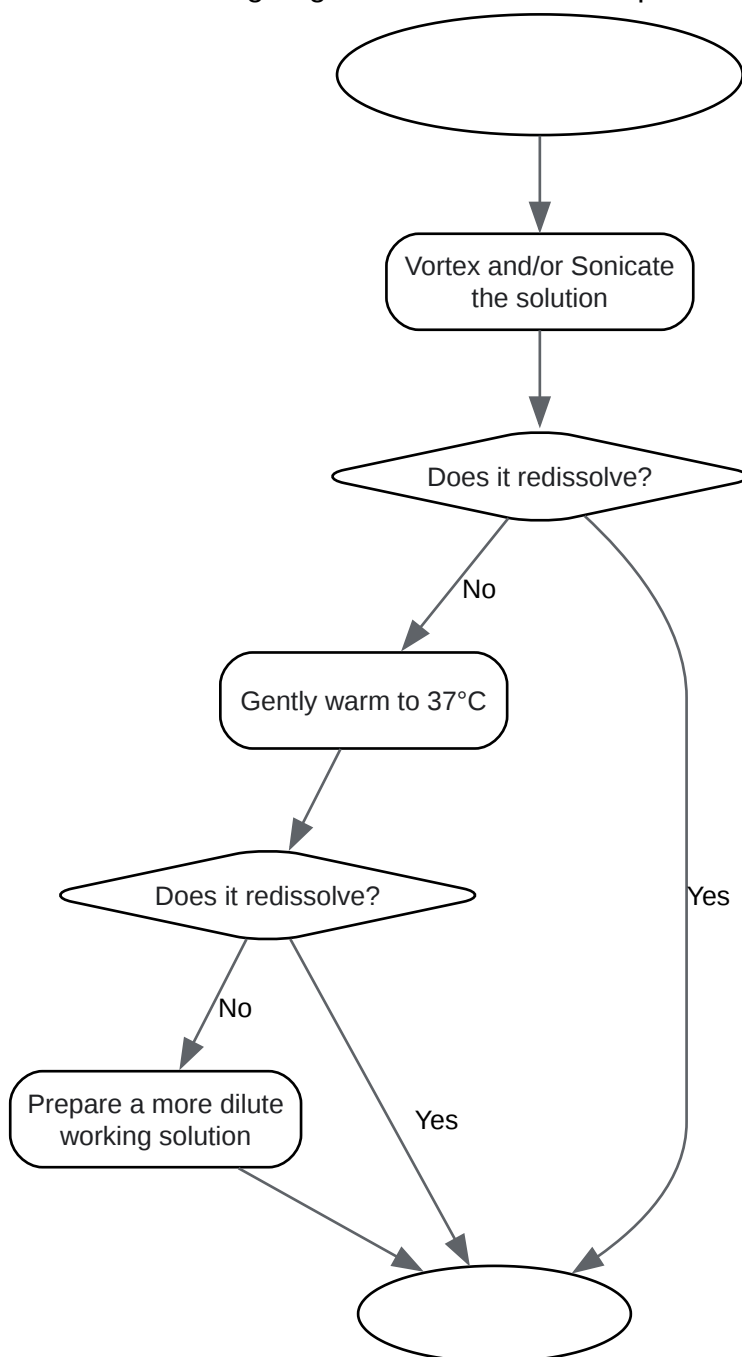 Vortex and/or Sonicate
the solution
Does it redissolve?
No
Gently warm to 37°C
Does it redissolve?
Yes
No
Prepare a more dilute
working solution
Yes